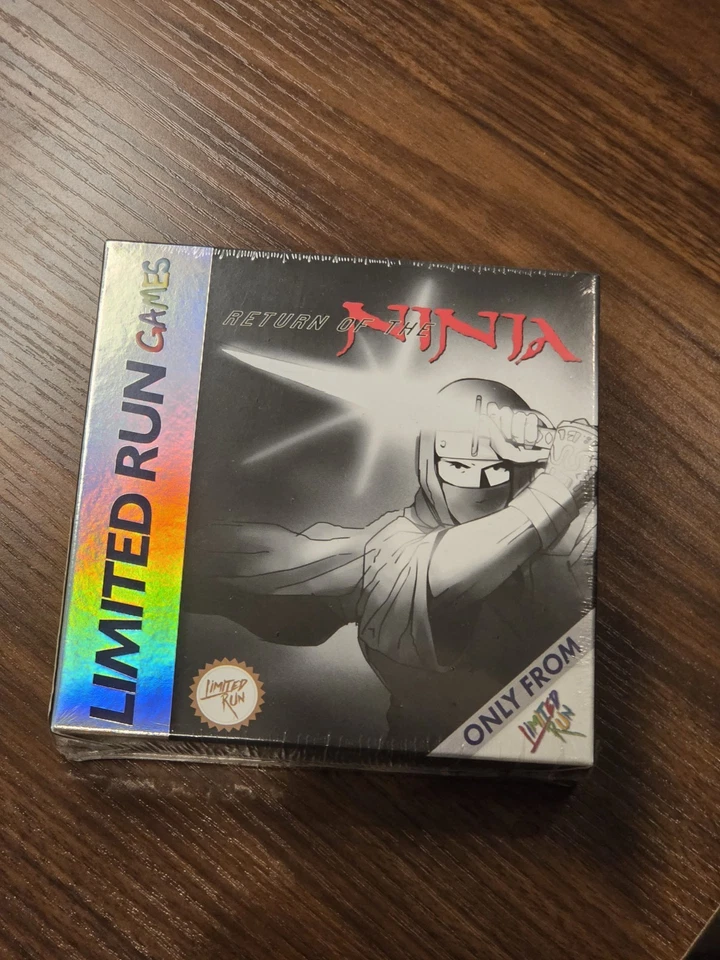 LIMITED RUN GAMES
RETURN OF THE
NINJA
LIMITED
RUN
ONLY FROM
LIMITED
RUN